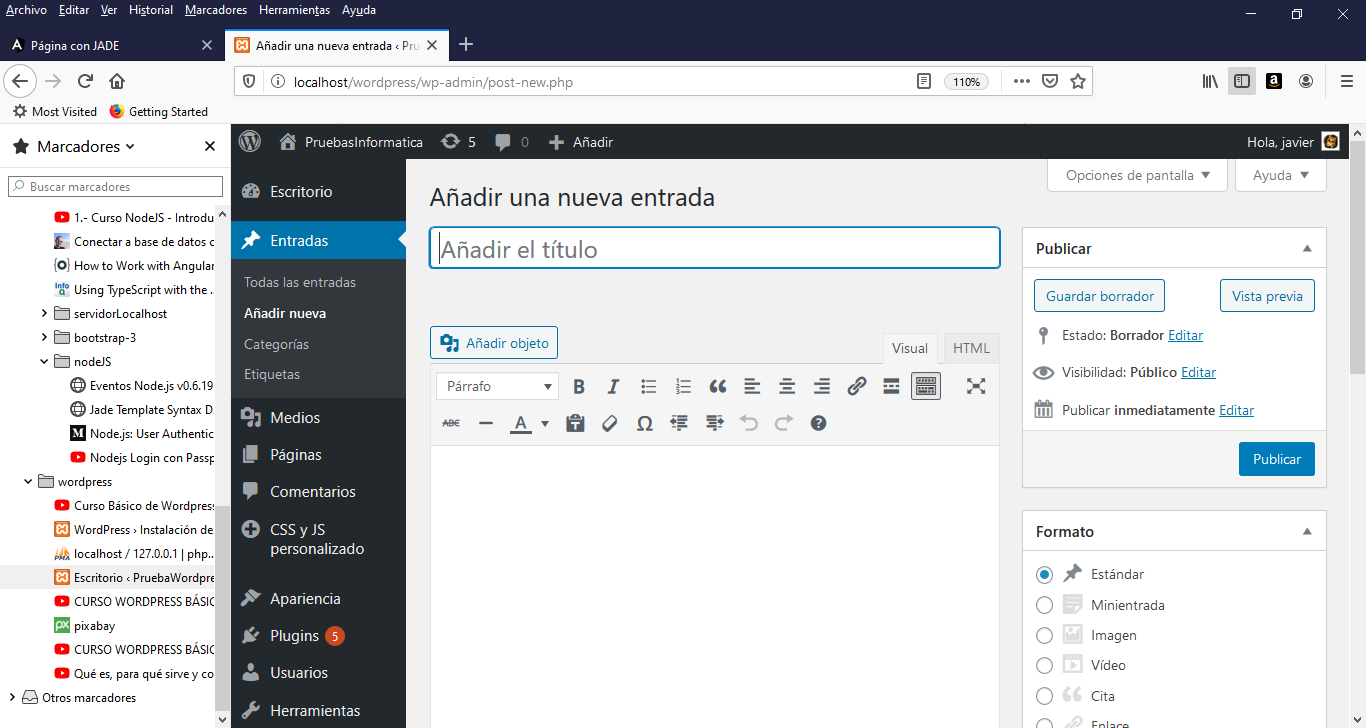 Archivo Editar Ver Historial Marcadores Herramientas Ayuda
Página con JADE
Añadir una nueva entrada ‹ Pru
localhost/wordpress/wp-admin/post-new.php
110%
Most Visited
Getting Started
Marcadores
Buscar marcadores
1.- Curso NodeJS - Introdu
Conectar a base de datos c
How to Work with Angular
Using TypeScript with the ..
servidorLocalhost
bootstrap-3
nodeJS
Eventos Node.js v0.6.19
Jade Template Syntax D
Node.js: User Authentic
Nodejs Login con Passp
wordpress
Curso Básico de Wordpress
WordPress › Instalación de
localhost / 127.0.0.1 | php..
Escritorio ‹ PruebaWordpre
CURSO WORDPRESS BÁSIC
pixabay
CURSO WORDPRESS BÁSIC
Qué es, para qué sirve y co
Otros marcadores
PruebasInformatica
5
0
Añadir
Hola, javier
Escritorio
Entradas
Todas las entradas
Añadir nueva
Categorías
Etiquetas
Medios
Páginas
Comentarios
CSS y JS
personalizado
Apariencia
Plugins 5
Usuarios
Herramientas
Opciones de pantalla
Ayuda
Añadir una nueva entrada
Añadir el título
Añadir objeto
Visual
HTML
Párrafo
B
I
ABC
A
Ω
Publicar
Guardar borrador
Vista previa
Estado: Borrador Editar
Visibilidad: Público Editar
Publicar inmediatamente Editar
Publicar
Formato
Estándar
Minientrada
Imagen
Vídeo
Cita
Enlace